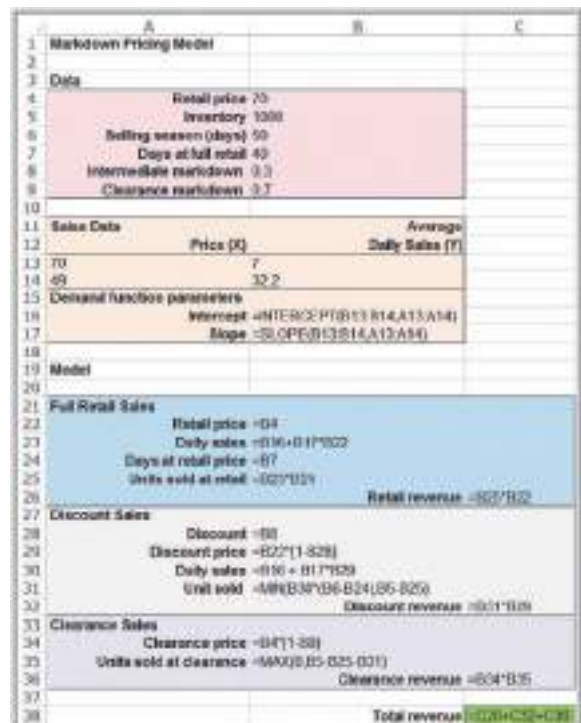 A B C
1 Markdown Pricing Model
2
3 Data
4 Retail price 70
5 Inventory 1000
6 Selling season (days) 50
7 Days at full retail 40
8 Intermediate markdown 0.3
9 Clearance markdown 0.7
10
11 Sales Data Average
12 Price (X) Daily Sales (Y)
13 70 7
14 49 32.2
15 Demand function parameters
16 Intercept =INTERCEPT(B13:B14,A13:A14)
17 Slope =SLOPE(B13:B14,A13:A14)
18
19 Model
20
21 Full Retail Sales
22 Retail price =B4
23 Daily sales =B16+B17*B22
24 Days at retail price =B7
25 Units sold at retail
26 Retail revenue =B25*B22
27 Discount Sales
28 Discount =B8
29 Discount price =B22*(1-B28)
30 Daily sales =B16 + B17*B29
31 Unit sold =MIN(B30*(B6-B24),B5-B25)
32 Discount revenue =B31*B29
33 Clearance Sales
34 Clearance price
35 Units sold at clearance =MAX(0,B5-B25-B31)
36 Clearance revenue =B34*B35
37
38 Total revenue